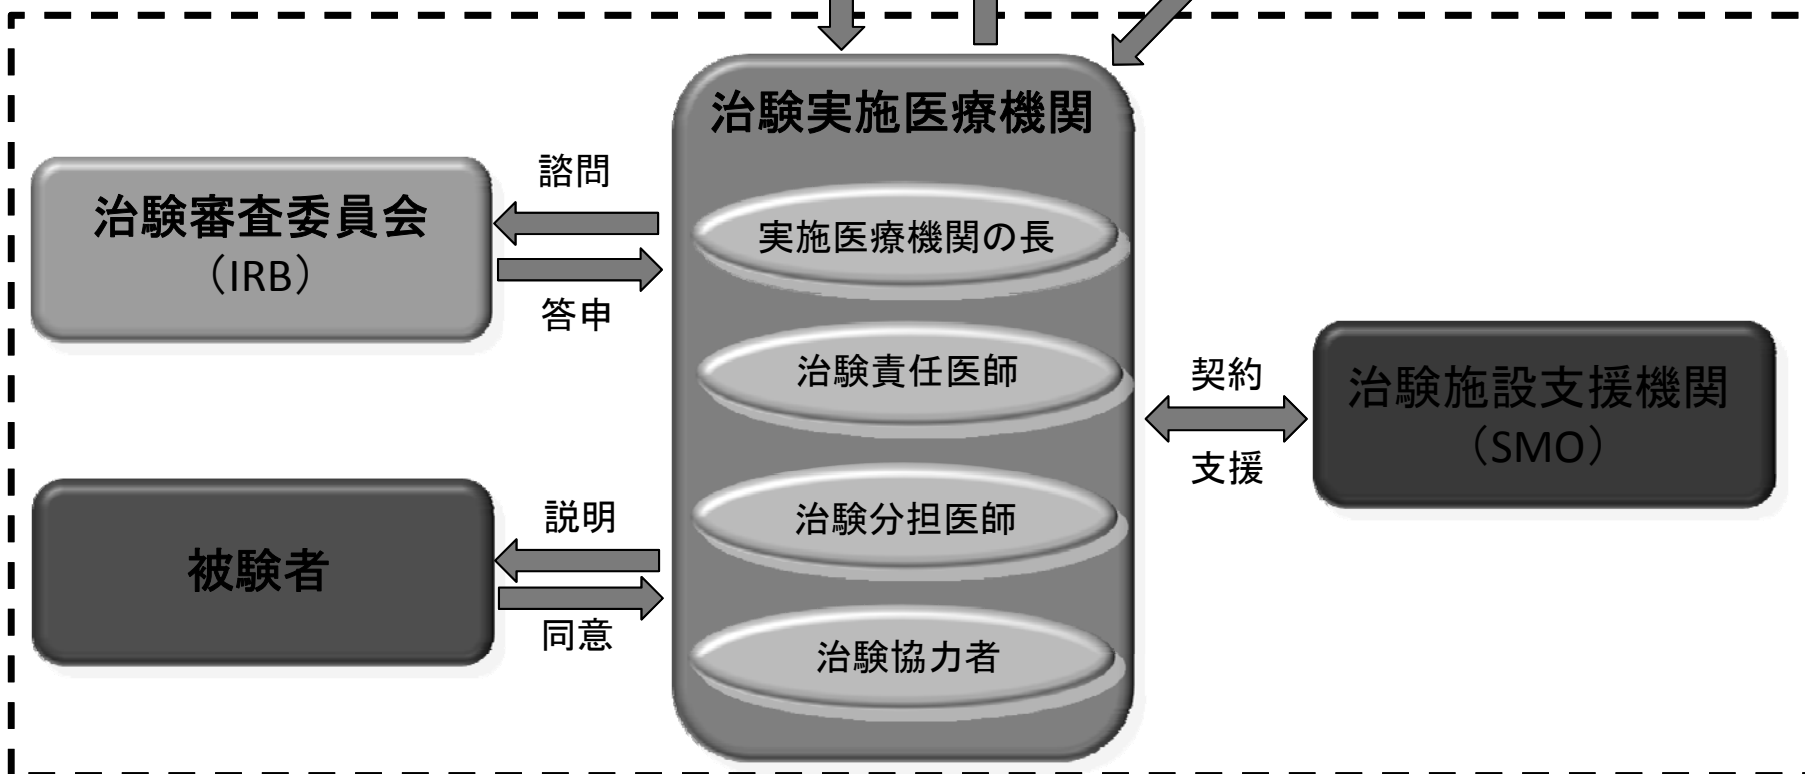 治験実施医療機関
諮問
治験審査委員会
（IRB）
答申
実施医療機関の長
治験責任医師
契約
治験施設支援機関
（SMO）
支援
説明
被験者
同意
治験分担医師
治験協力者